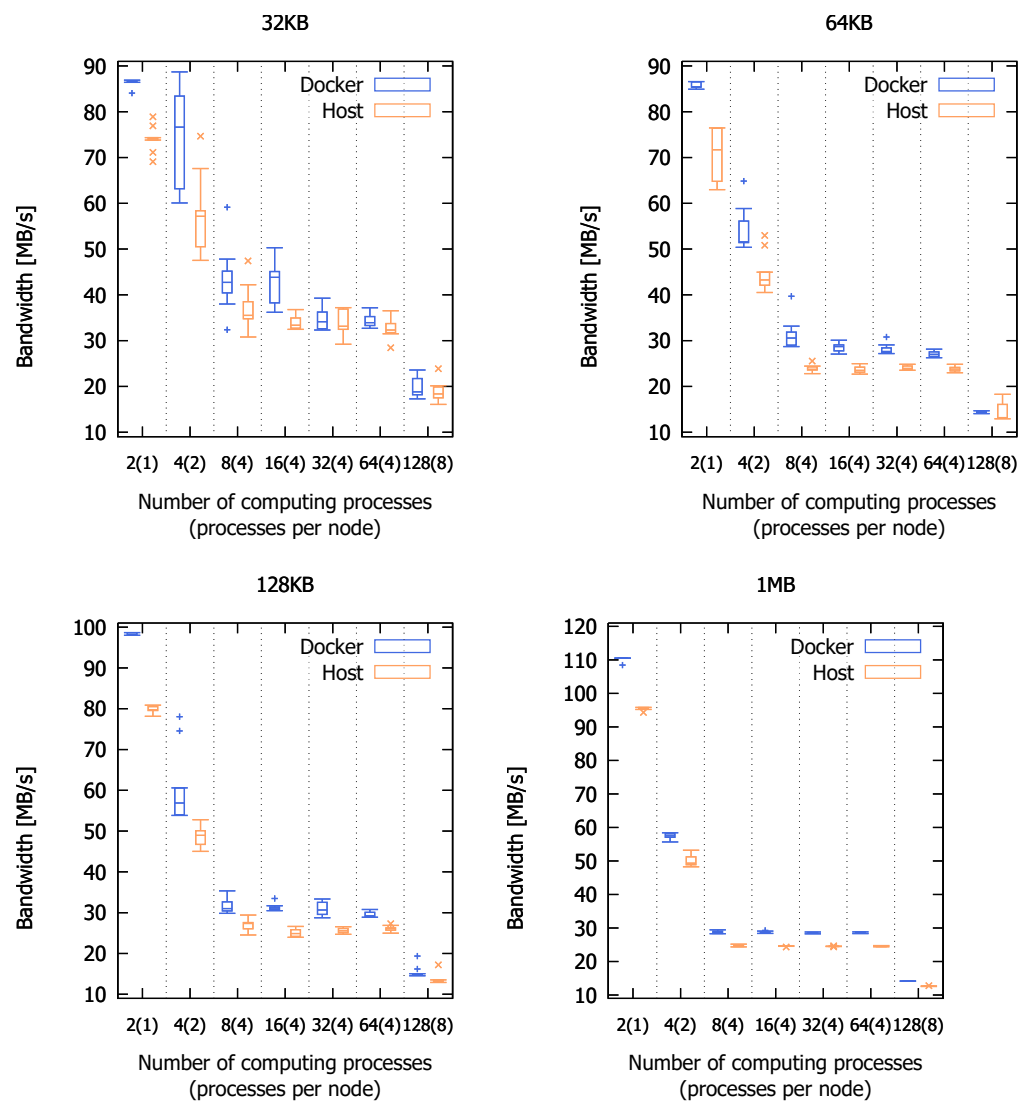 32KB
90
80
70
60
50
40
30
20
10
Docker
Host
Bandwidth [MB/s]
2(1) 4(2) 8(4) 16(4) 32(4) 64(4) 128(8)
Number of computing processes
(processes per node)
64KB
90
80
70
60
50
40
30
20
10
Docker
Host
Bandwidth [MB/s]
2(1) 4(2) 8(4) 16(4) 32(4) 64(4) 128(8)
Number of computing processes
(processes per node)
128KB
100
90
80
70
60
50
40
30
20
10
Docker
Host
Bandwidth [MB/s]
2(1) 4(2) 8(4) 16(4) 32(4) 64(4) 128(8)
Number of computing processes
(processes per node)
1MB
120
110
100
90
80
70
60
50
40
30
20
10
Docker
Host
Bandwidth [MB/s]
2(1) 4(2) 8(4) 16(4) 32(4) 64(4) 128(8)
Number of computing processes
(processes per node)